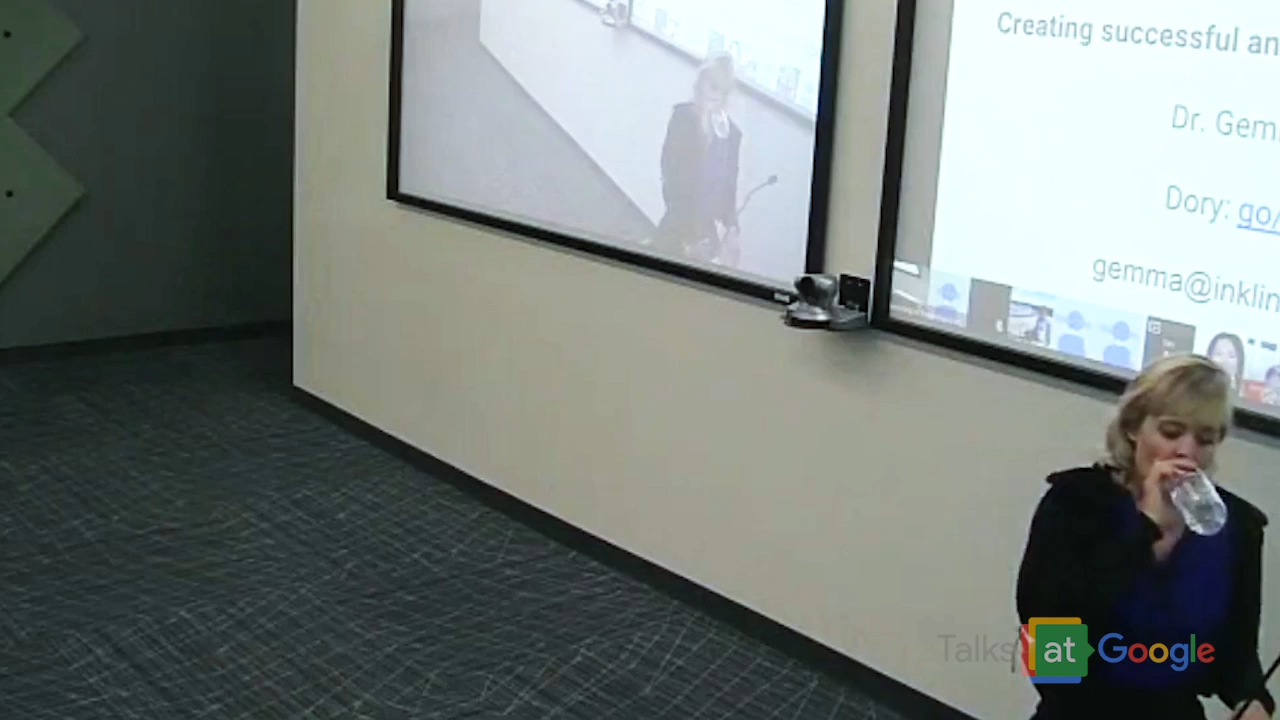 Creating successful an
Dr. Gem
Dory: go/
gemma@inklin
Talks at Google